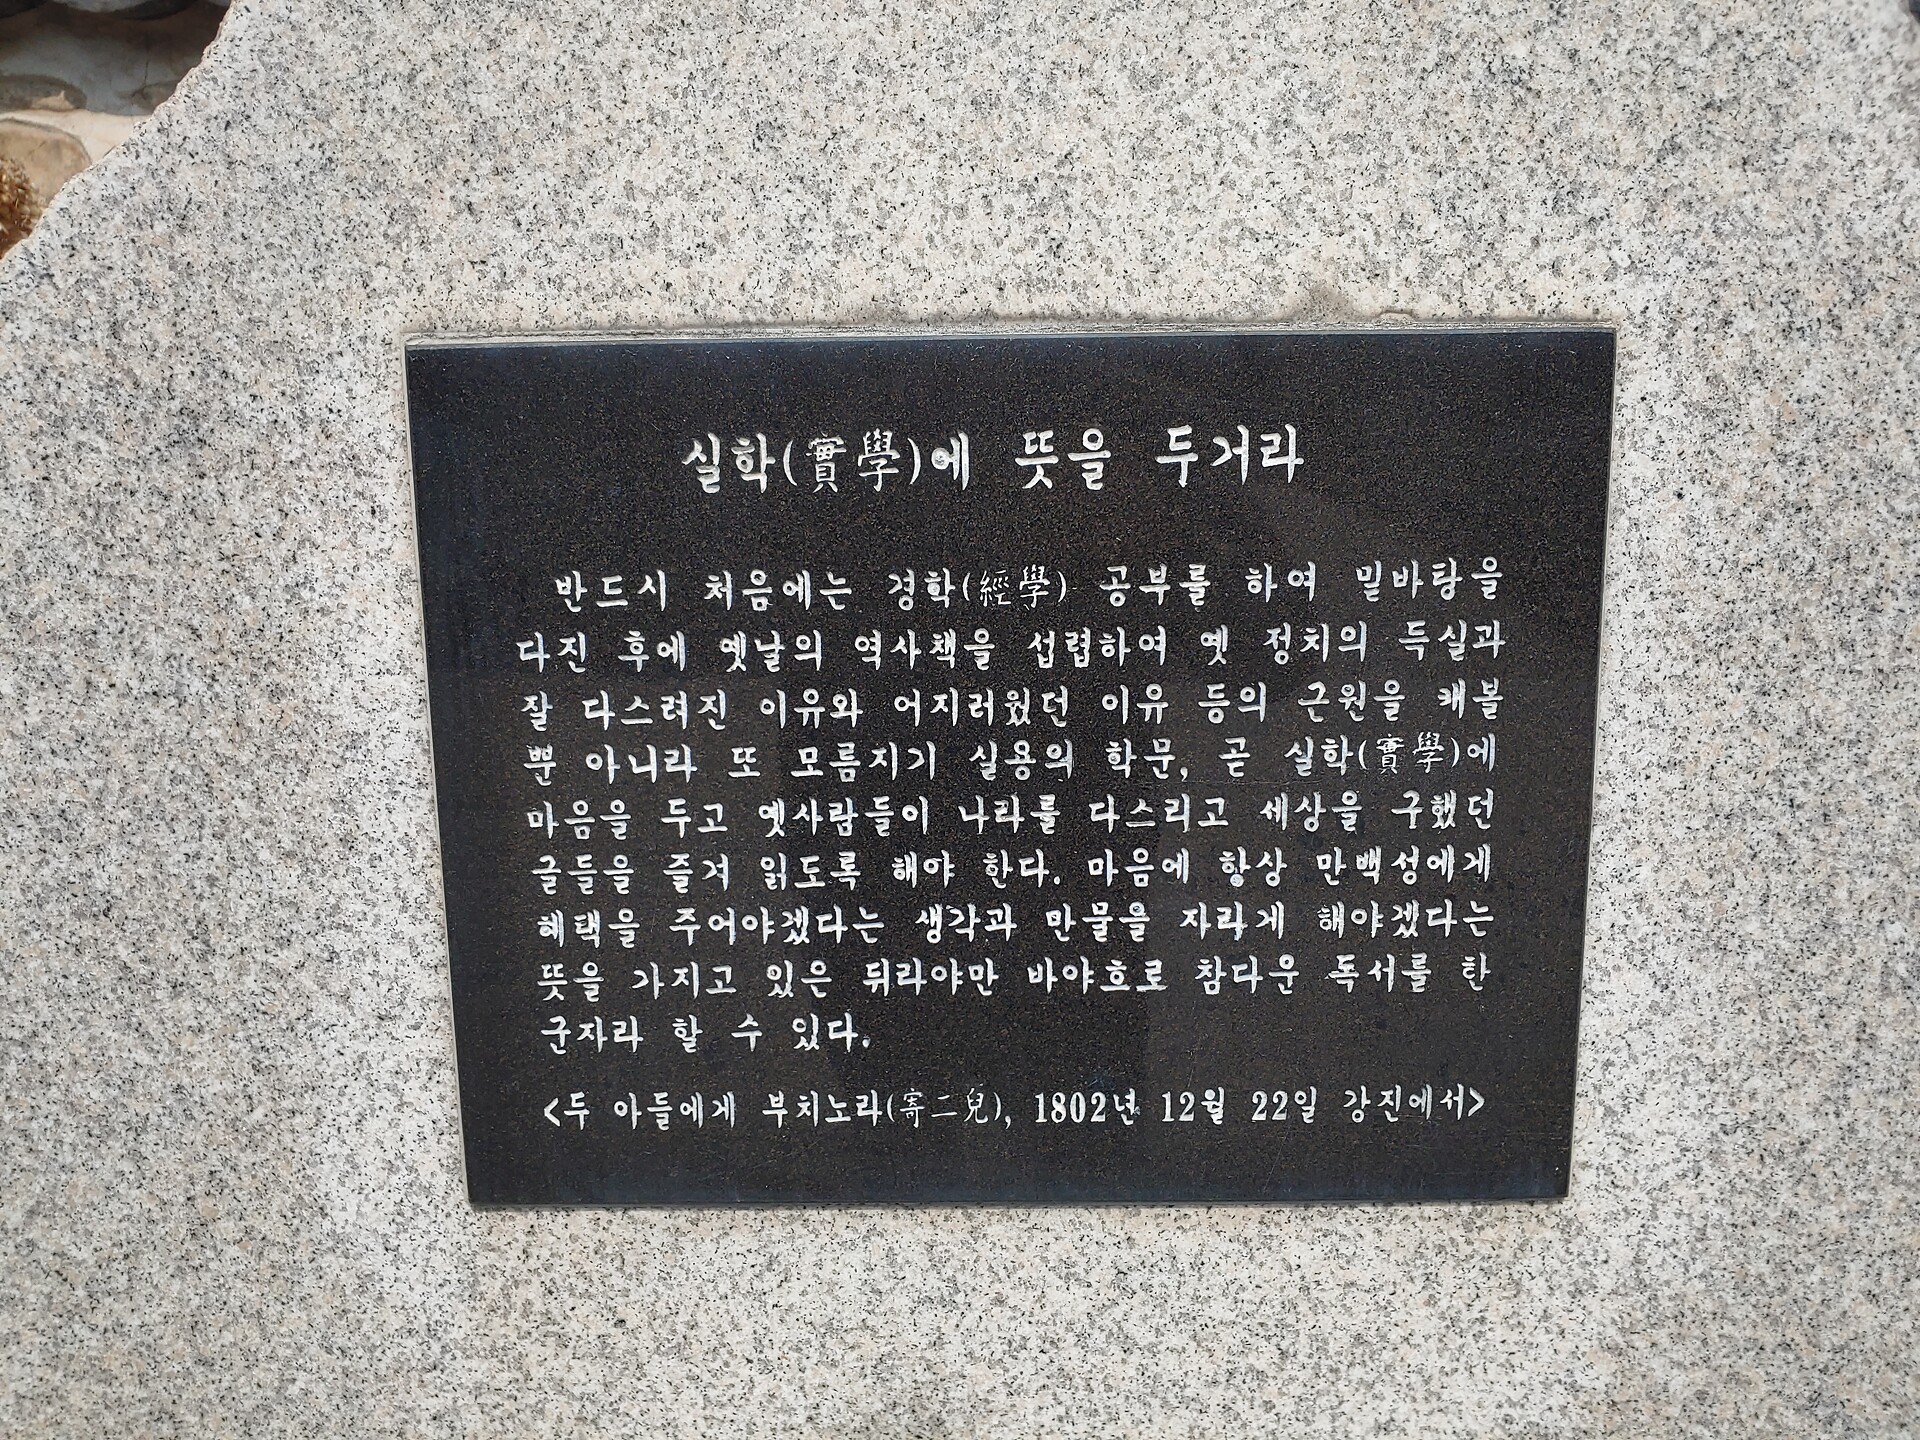 실학(實學)에 뜻을 두거라
반드시 처음에는 경학(經學) 공부를 하여 밑바탕을
다진 후에 옛날의 역사책을 섭렵하여 옛 정치의 득실과
잘 다스려진 이유와 어지러웠던 이유 등의 근원을 캐볼
뿐 아니라 또 모름지기 실용의 학문, 곧 실학(實學)에
마음을 두고 옛사람들이 나라를 다스리고 세상을 구했던
글들을 즐겨 읽도록 해야 한다. 마음에 항상 만백성에게
혜택을 주어야겠다는 생각과 만물을 자라게 해야겠다는
뜻을 가지고 있은 뒤라야만 바야흐로 참다운 독서를 한
군자라 할 수 있다.
<두 아들에게 부치노라(寄二兒), 1802년 12월 22일 강진에서>